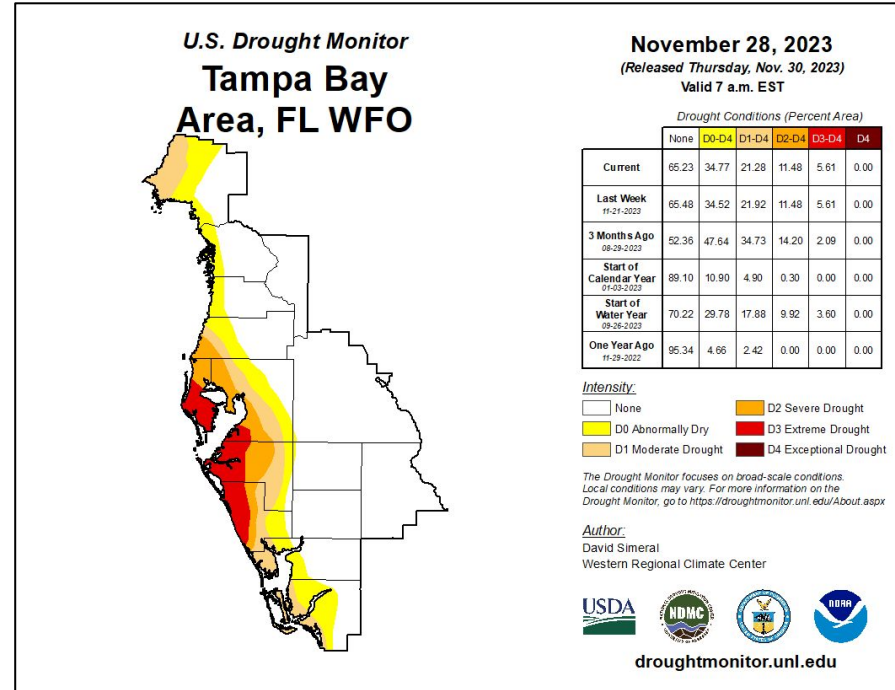 U.S. Drought Monitor
Tampa Bay
Area, FL WFO
November 28, 2023
(Released Thursday, Nov. 30, 2023)
Valid 7 a.m. EST
Drought Conditions (Percent Area)
None D0-D4 D1-D4 D2-D4 D3-D4 D4
Current 65.23 34.77 21.28 11.48 5.61 0.00
Last Week
11-21-2023 65.48 34.52 21.92 11.48 5.61 0.00
3 Months Ago
08-29-2023 52.36 47.64 34.73 14.20 2.09 0.00
Start of
Calendar Year
01-03-2023 89.10 10.90 4.90 0.30 0.00 0.00
Start of
Water Year
09-26-2023 70.22 29.78 17.88 9.92 3.60 0.00
One Year Ago
11-29-2022 95.34 4.66 2.42 0.00 0.00 0.00
Intensity:
None
D0 Abnormally Dry
D1 Moderate Drought
D2 Severe Drought
D3 Extreme Drought
D4 Exceptional Drought
The Drought Monitor focuses on broad-scale conditions.
Local conditions may vary. For more information on the
Drought Monitor, go to https://droughtmonitor.unl.edu/About.aspx
Author:
David Simeral
Western Regional Climate Center
USDA
NDMC
NOAA
droughtmonitor.unl.edu